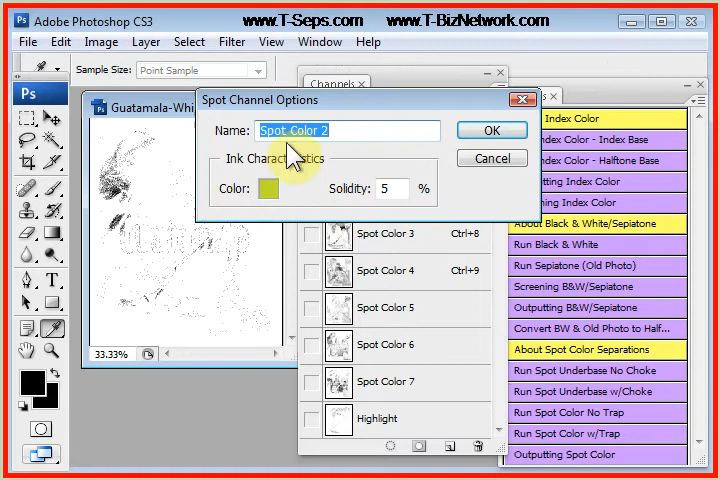 Ps Adobe Photoshop CS3
www.T-Seps.com www.T-BizNetwork.com
File Edit Image Layer Select Filter View Window Help
Sample Size: Point Sample
Ps
Guatamala-Whi
Guatamala
33.33%
Channels ×
Spot Channel Options
Name: Spot Color 2
OK
Cancel
Ink Characteristics
Color:
Solidity: 5 %
Spot Color 3 Ctrl+8
Spot Color 4 Ctrl+9
Spot Color 5
Spot Color 6
Spot Color 7
Highlight
Index Color
Color Index - Index Base
Color Index - Halftone Base
tting Index Color
ning Index Color
About Black & White/Sepiatone
Run Black & White
Run Sepiatone (Old Photo)
Screening B&W/Sepiatone
Outputting B&W/Sepiatone
Convert BW & Old Photo to Half...
About Spot Color Separations
Run Spot Underbase No Choke
Run Spot Underbase w/Choke
Run Spot Color No Trap
Run Spot Color w/Trap
Outputting Spot Color